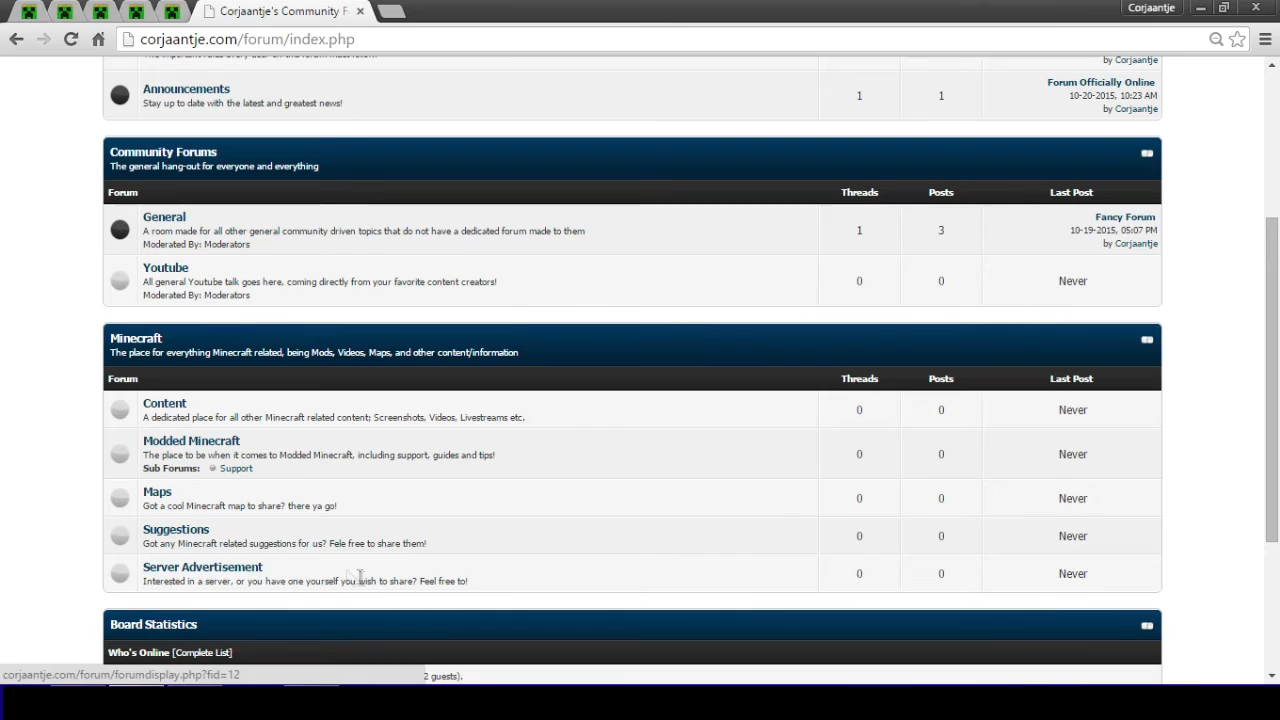 Corjaantje's Community F
Corjaantje
corjaantje.com/forum/index.php
by Corjaantje
Announcements
Stay up to date with the latest and greatest news!
1
1
Forum Officially Online
10-20-2015, 10:23 AM
by Corjaantje
Community Forums
The general hang-out for everyone and everything
Forum Threads Posts Last Post
General
A room made for all other general community driven topics that do not have a dedicated forum made to them
Moderated By: Moderators
1
3
Fancy Forum
10-19-2015, 05:07 PM
by Corjaantje
Youtube
All general Youtube talk goes here, coming directly from your favorite content creators!
Moderated By: Moderators
0
0
Never
Minecraft
The place for everything Minecraft related, being Mods, Videos, Maps, and other content/information
Forum Threads Posts Last Post
Content
A dedicated place for all other Minecraft related content; Screenshots, Videos, Livestreams etc.
0
0
Never
Modded Minecraft
The place to be when it comes to Modded Minecraft, including support, guides and tips!
Sub Forums: Support
0
0
Never
Maps
Got a cool Minecraft map to share? there ya go!
0
0
Never
Suggestions
Got any Minecraft related suggestions for us? Fele free to share them!
0
0
Never
Server Advertisement
Interested in a server, or you have one yourself you wish to share? Feel free to!
0
0
Never
Board Statistics
Who's Online [Complete List]
2 guests).
corjaantje.com/forum/forumdisplay.php?fid=12